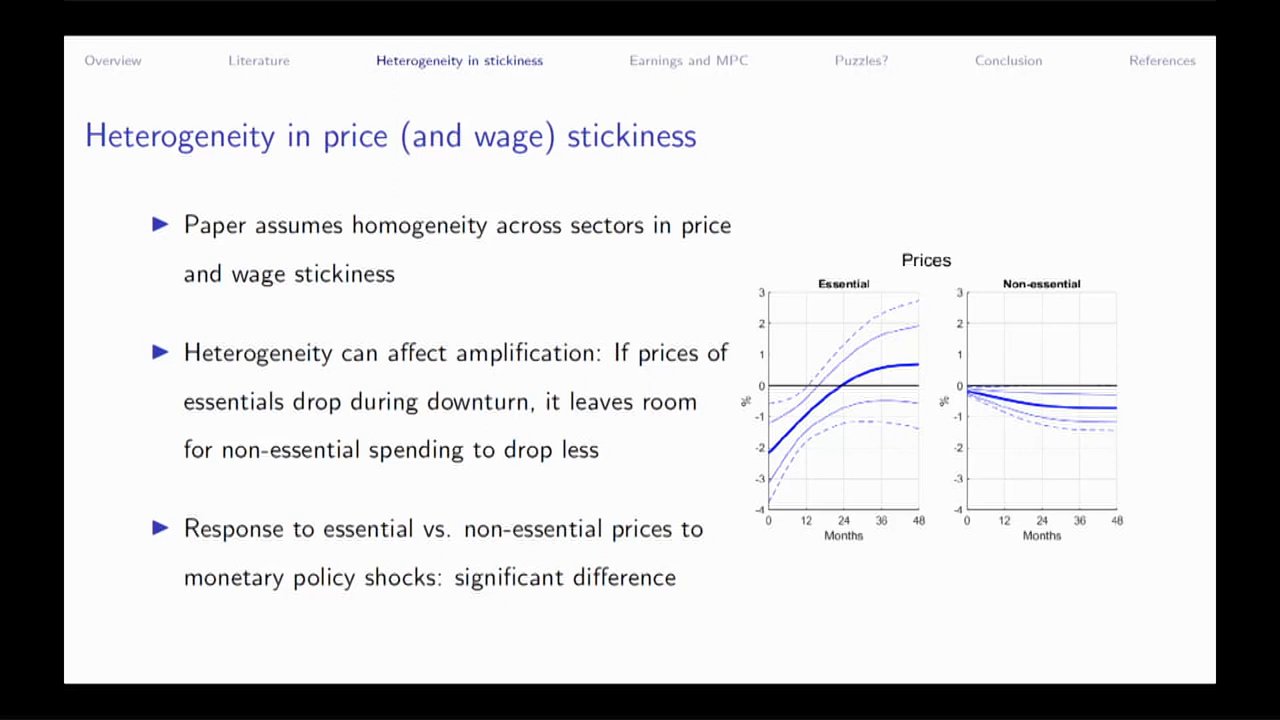 Overview Literature Heterogeneity in stickiness Earnings and MPC Puzzles? Conclusion References
Heterogeneity in price (and wage) stickiness
▶ Paper assumes homogeneity across sectors in price
and wage stickiness
▶ Heterogeneity can affect amplification: If prices of
essentials drop during downturn, it leaves room
for non-essential spending to drop less
▶ Response to essential vs. non-essential prices to
monetary policy shocks: significant difference
Prices
Essential
3
2
1
0
-1
-2
-3
-4
%
0 12 24 36 48
Months
Non-essential
3
2
1
0
-1
-2
-3
-4
%
0 12 24 36 48
Months